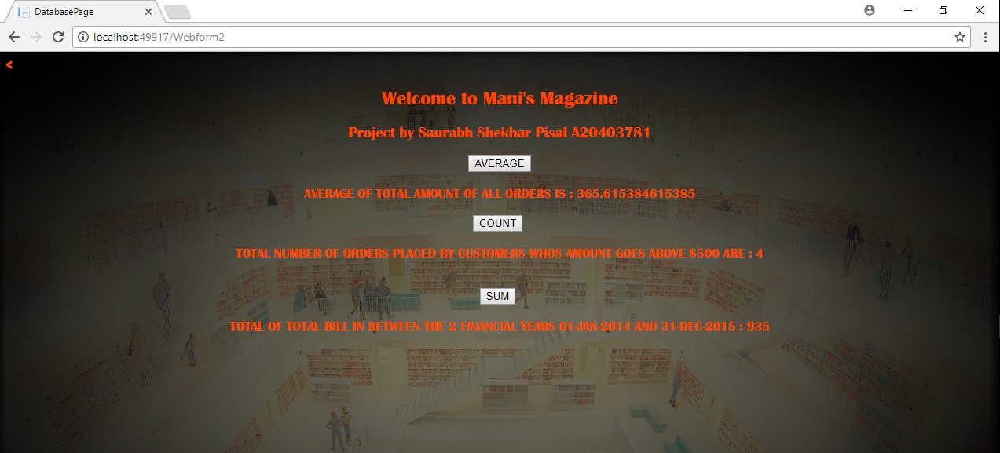 DatabasePage
localhost:49917/Webform2
<
Welcome to Mani's Magazine
Project by Saurabh Shekhar Pisal A20403781
AVERAGE
AVERAGE OF TOTAL AMOUNT OF ALL ORDERS IS : 365.615384615385
COUNT
TOTAL NUMBER OF ORDERS PLACED BY CUSTOMERS WHOS AMOUNT GOES ABOVE $500 ARE : 4
SUM
TOTAL OF TOTAL BILL IN BETWEEN THE 2 FINANCIAL YEARS 01-JAN-2014 AND 31-DEC-2015 : 935